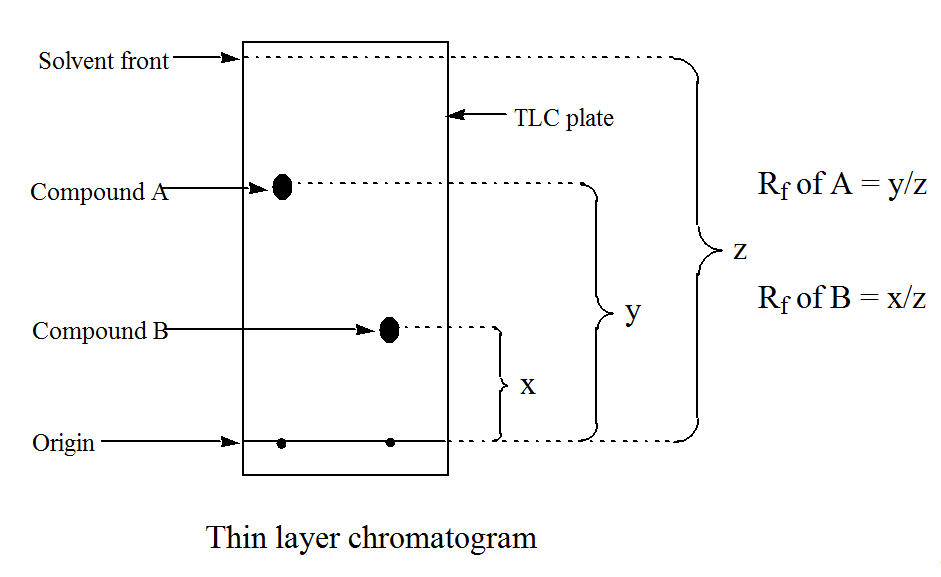 Solvent front
TLC plate
Compound A
Rf of A = y/z
z
Rf of B = x/z
y
Compound B
x
Origin
Thin layer chromatogram